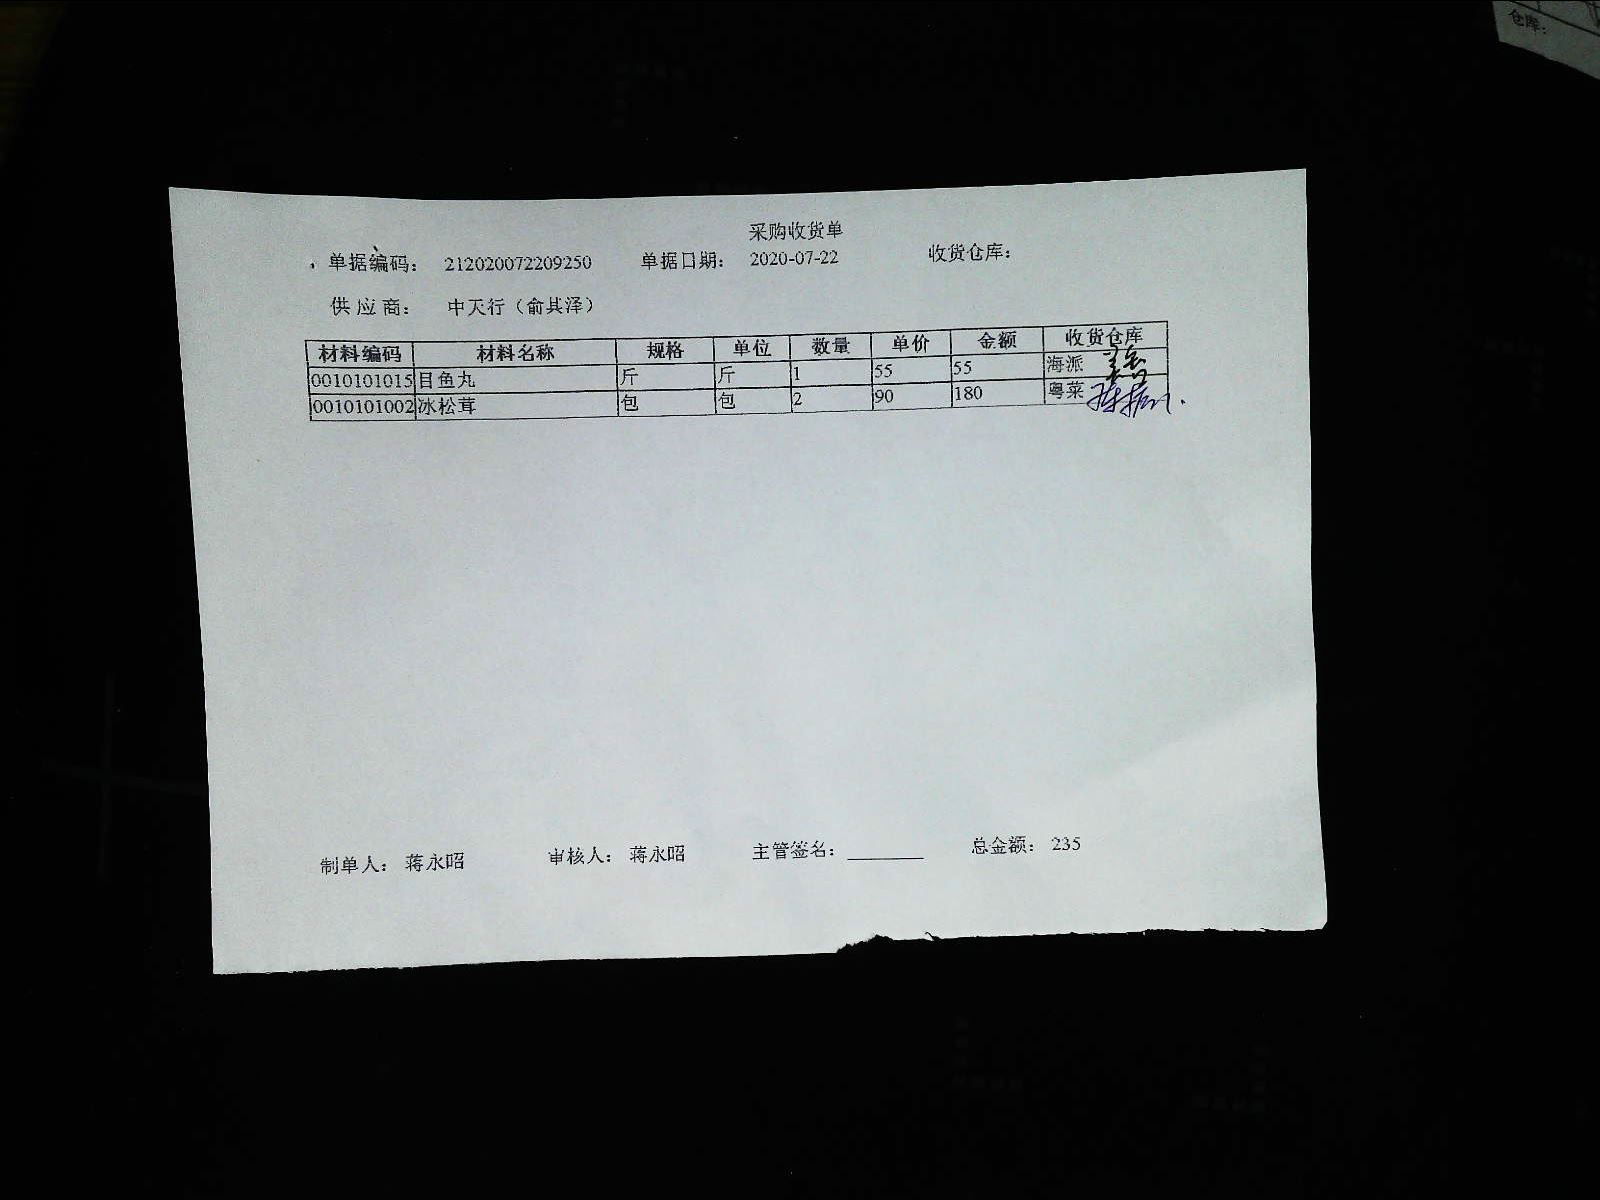 采购收货单
单据编码： 212020072209250 单据日期： 2020-07-22 收货仓库：
供 应 商： 中天行（俞其泽）
材料编码 材料名称 规格 单位 数量 单价 金额 收货仓库
0010101015 目鱼丸 斤 斤 1 55 55 海派
0010101002 冰松茸 包 包 2 90 180 粤菜
制单人： 蒋永昭 审核人： 蒋永昭 主管签名：________ 总金额： 235
仓库：